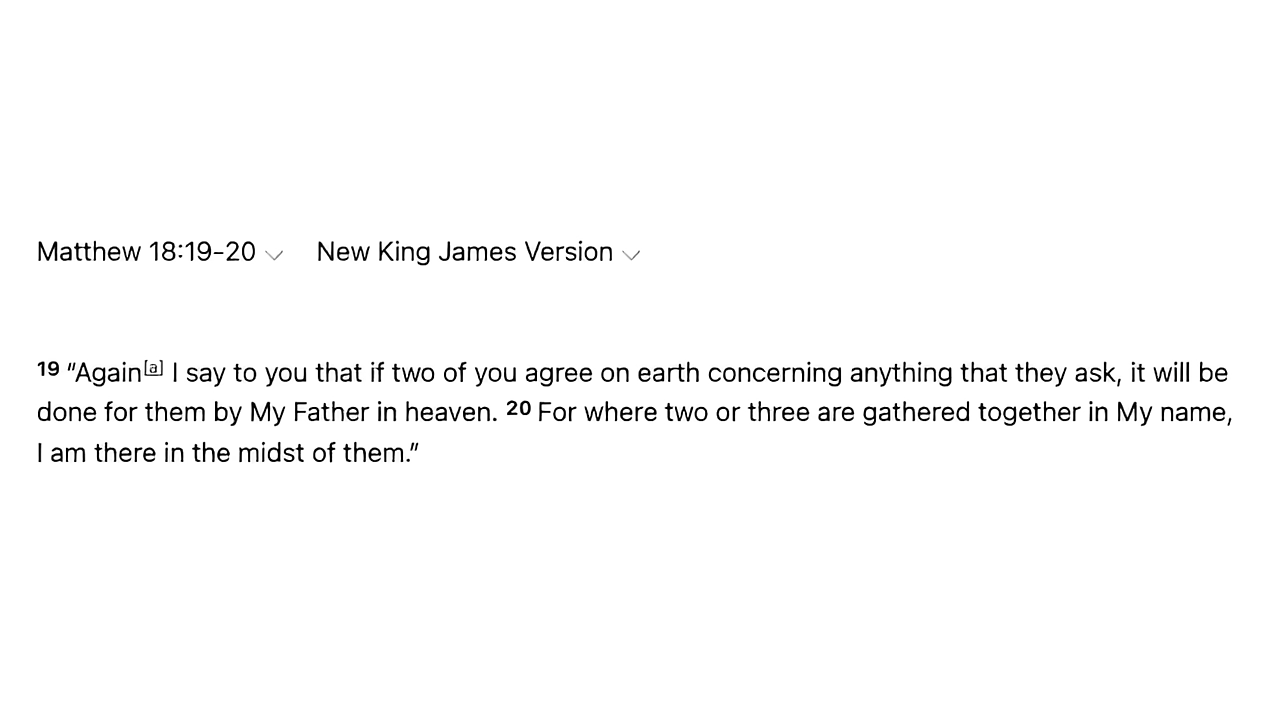 Matthew 18:19-20 New King James Version
19 "Again[a] I say to you that if two of you agree on earth concerning anything that they ask, it will be
done for them by My Father in heaven. 20 For where two or three are gathered together in My name,
I am there in the midst of them."